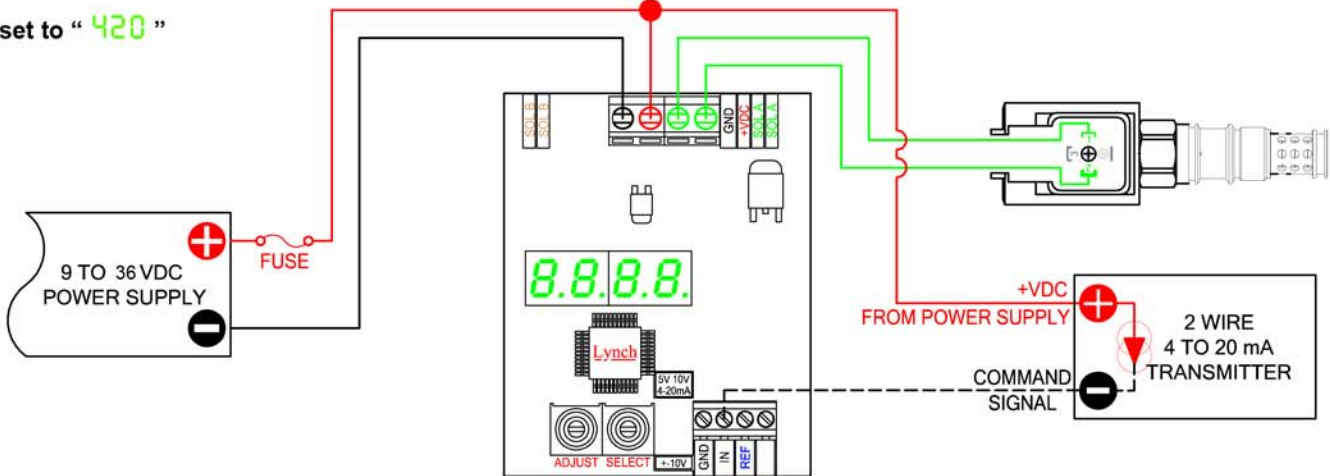 set to “ 420 ”
SOL B
SOL B
GND
+VDC
SOL A
SOL A
9 TO 36 VDC
POWER SUPPLY
FUSE
8.8.8.8.
+VDC
FROM POWER SUPPLY
2 WIRE
4 TO 20 mA
TRANSMITTER
COMMAND
SIGNAL
Lynch
5V 10V
4-20mA
ADJUST SELECT
+-10V
GND
IN
REF